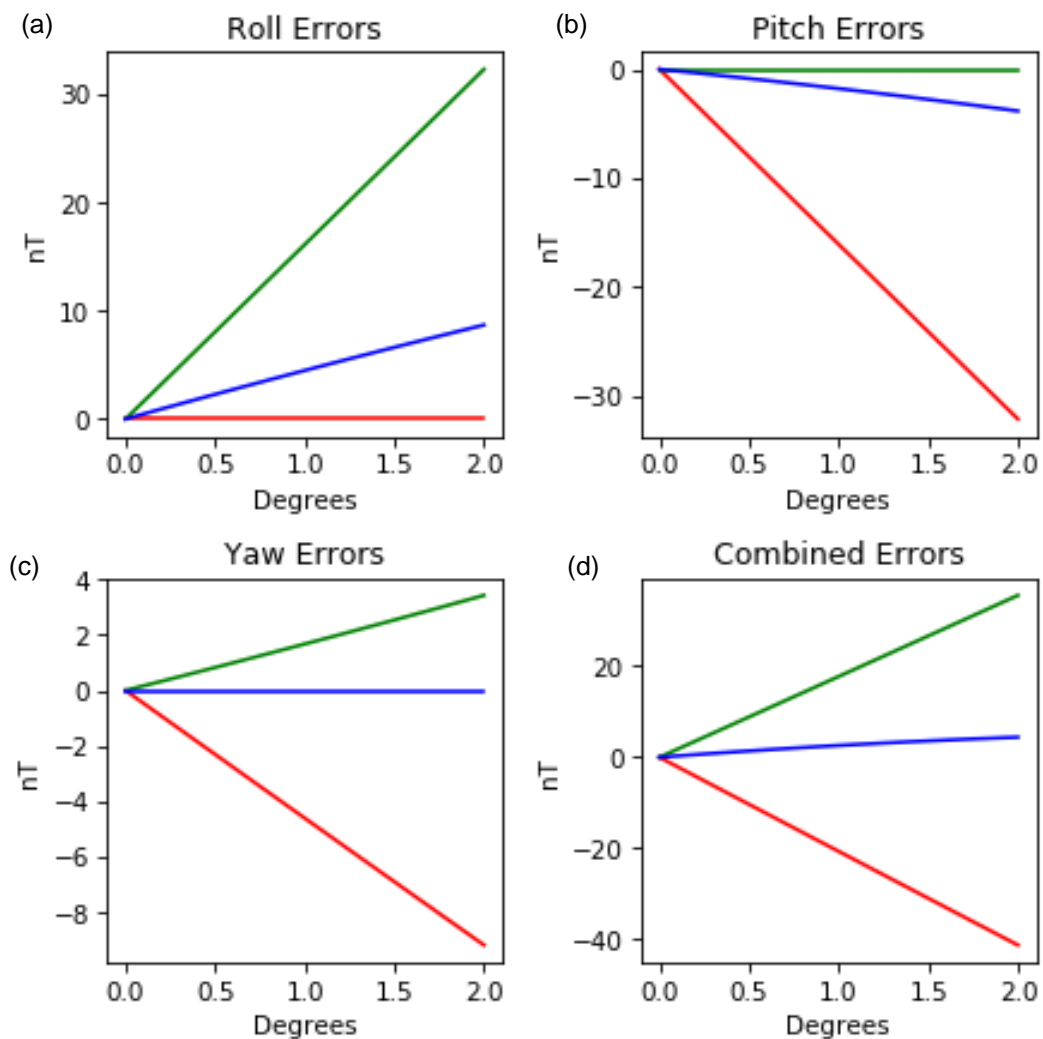 (a)
Roll Errors
30
20
10
0
nT
0.0 0.5 1.0 1.5 2.0
Degrees
(b)
Pitch Errors
0
−10
−20
−30
nT
0.0 0.5 1.0 1.5 2.0
Degrees
(c)
Yaw Errors
4
2
0
−2
−4
−6
−8
nT
0.0 0.5 1.0 1.5 2.0
Degrees
(d)
Combined Errors
20
0
−20
−40
nT
0.0 0.5 1.0 1.5 2.0
Degrees